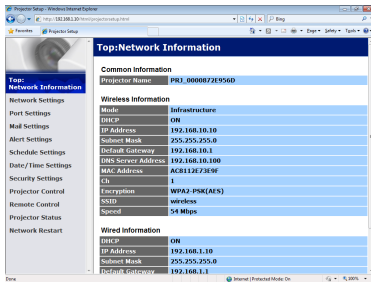 Projector Setup - Windows Internet Explorer
http://192.168.1.10/html/projectorsetup.html
Bing
Favorites
Projector Setup
Page
Safety
Tools
Top:Network Information
Top:
Network Information
Network Settings
Port Settings
Mail Settings
Alert Settings
Schedule Settings
Date/Time Settings
Security Settings
Projector Control
Remote Control
Projector Status
Network Restart
Common Information
Projector Name PRJ_0000872E956D
Wireless Information
Mode Infrastructure
DHCP ON
IP Address 192.168.10.10
Subnet Mask 255.255.255.0
Default Gateway 192.168.10.1
DNS Server Address 192.168.10.100
MAC Address AC8112E73E9F
Ch 1
Encryption WPA2-PSK(AES)
SSID wireless
Speed 54 Mbps
Wired Information
DHCP ON
IP Address 192.168.1.10
Subnet Mask 255.255.255.0
Default Gateway 192.168.1.1
Done
Internet | Protected Mode: On
100%